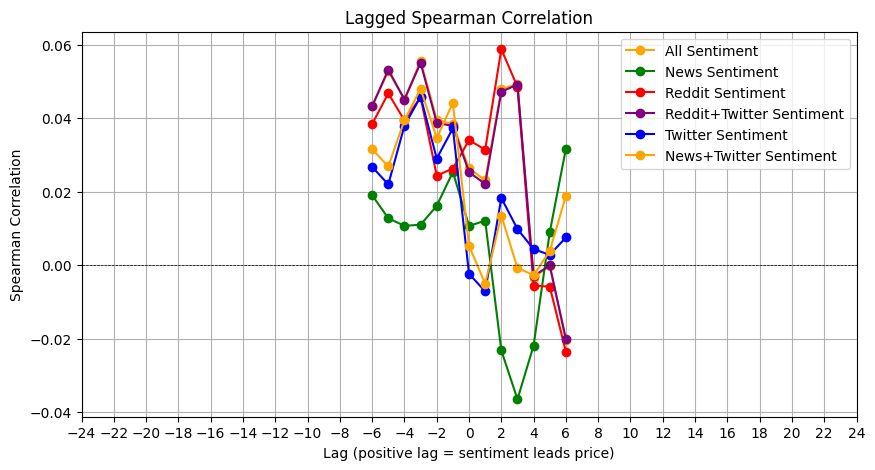 Lagged Spearman Correlation
All Sentiment
News Sentiment
Reddit Sentiment
Reddit+Twitter Sentiment
Twitter Sentiment
News+Twitter Sentiment
Spearman Correlation
0.06
0.04
0.02
0.00
−0.02
−0.04
−24 −22 −20 −18 −16 −14 −12 −10 −8 −6 −4 −2 0 2 4 6 8 10 12 14 16 18 20 22 24
Lag (positive lag = sentiment leads price)